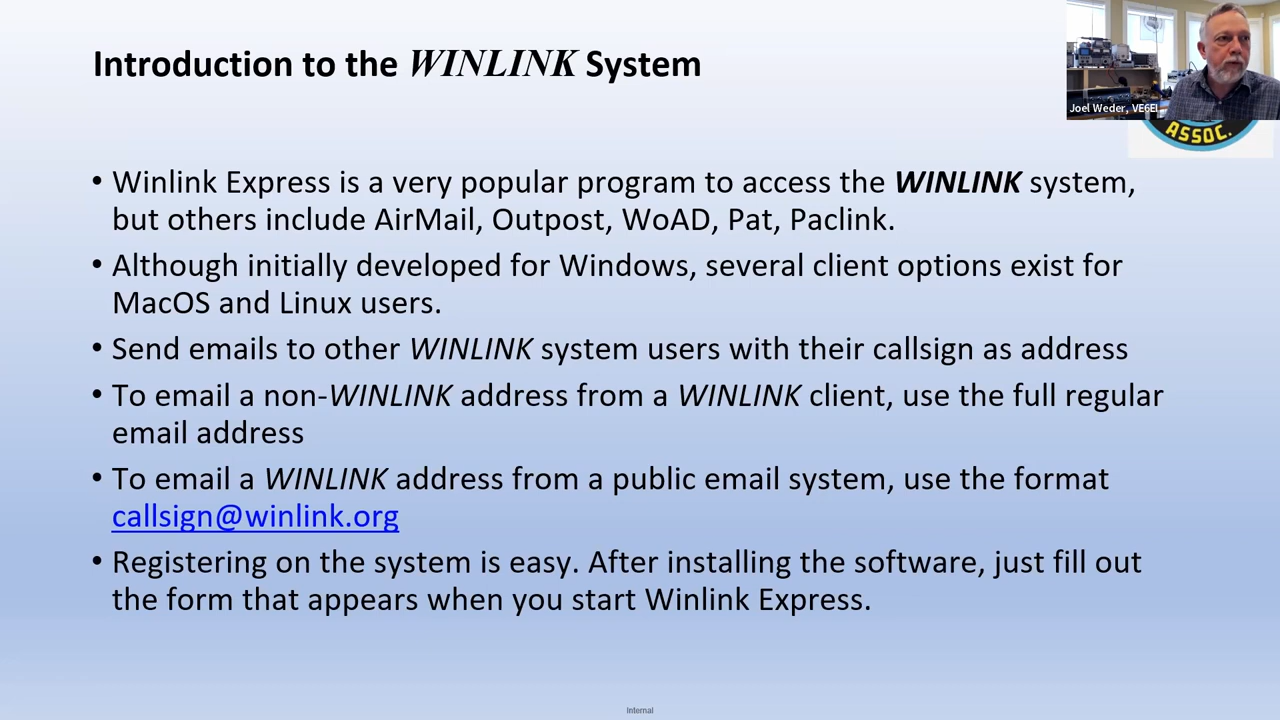 Introduction to the WINLINK System
Joel Weder, VE6EI
ASSOC.
• Winlink Express is a very popular program to access the WINLINK system,
but others include AirMail, Outpost, WoAD, Pat, Paclink.
• Although initially developed for Windows, several client options exist for
MacOS and Linux users.
• Send emails to other WINLINK system users with their callsign as address
• To email a non-WINLINK address from a WINLINK client, use the full regular
email address
• To email a WINLINK address from a public email system, use the format
callsign@winlink.org
• Registering on the system is easy. After installing the software, just fill out
the form that appears when you start Winlink Express.
Internal